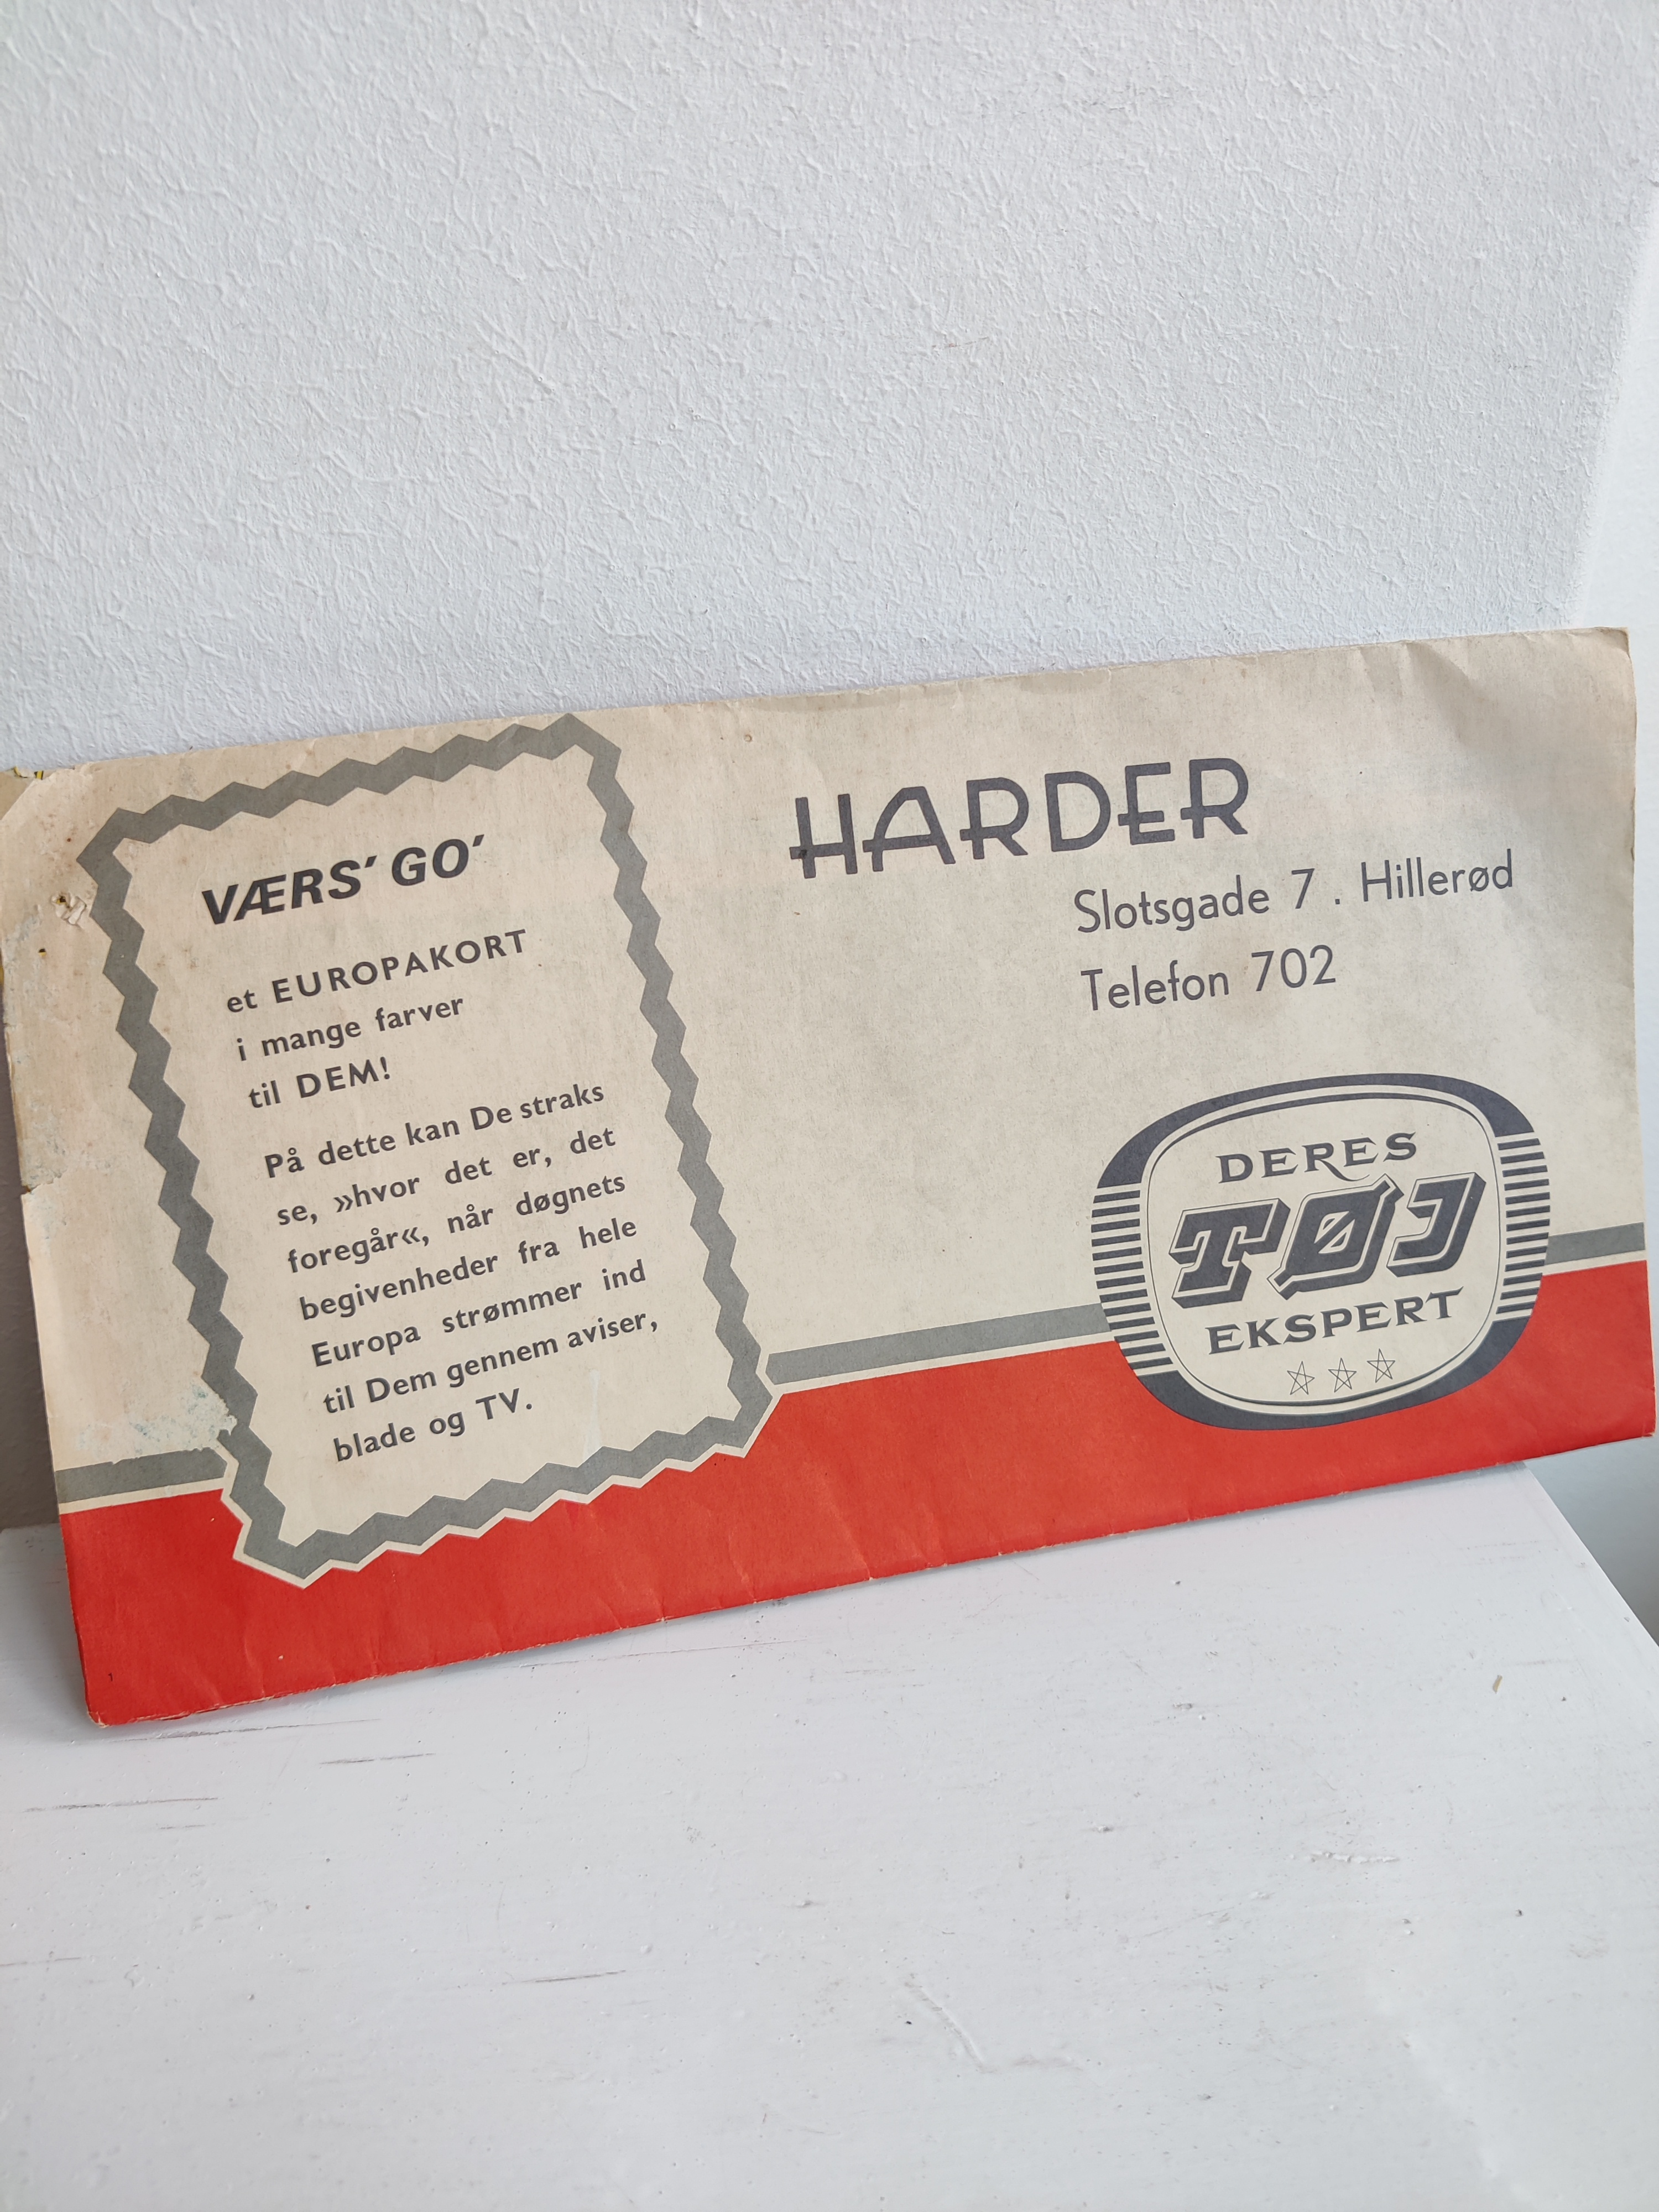 VÆRS' GO'
et EUROPAKORT
i mange farver
til DEM!
På dette kan De straks
se, »hvor det er, det
foregår«, når døgnets
begivenheder fra hele
Europa strømmer ind
til Dem gennem aviser,
blade og TV.
HARDER
Slotsgade 7 . Hillerød
Telefon 702
DERES
TØJ
EKSPERT
1